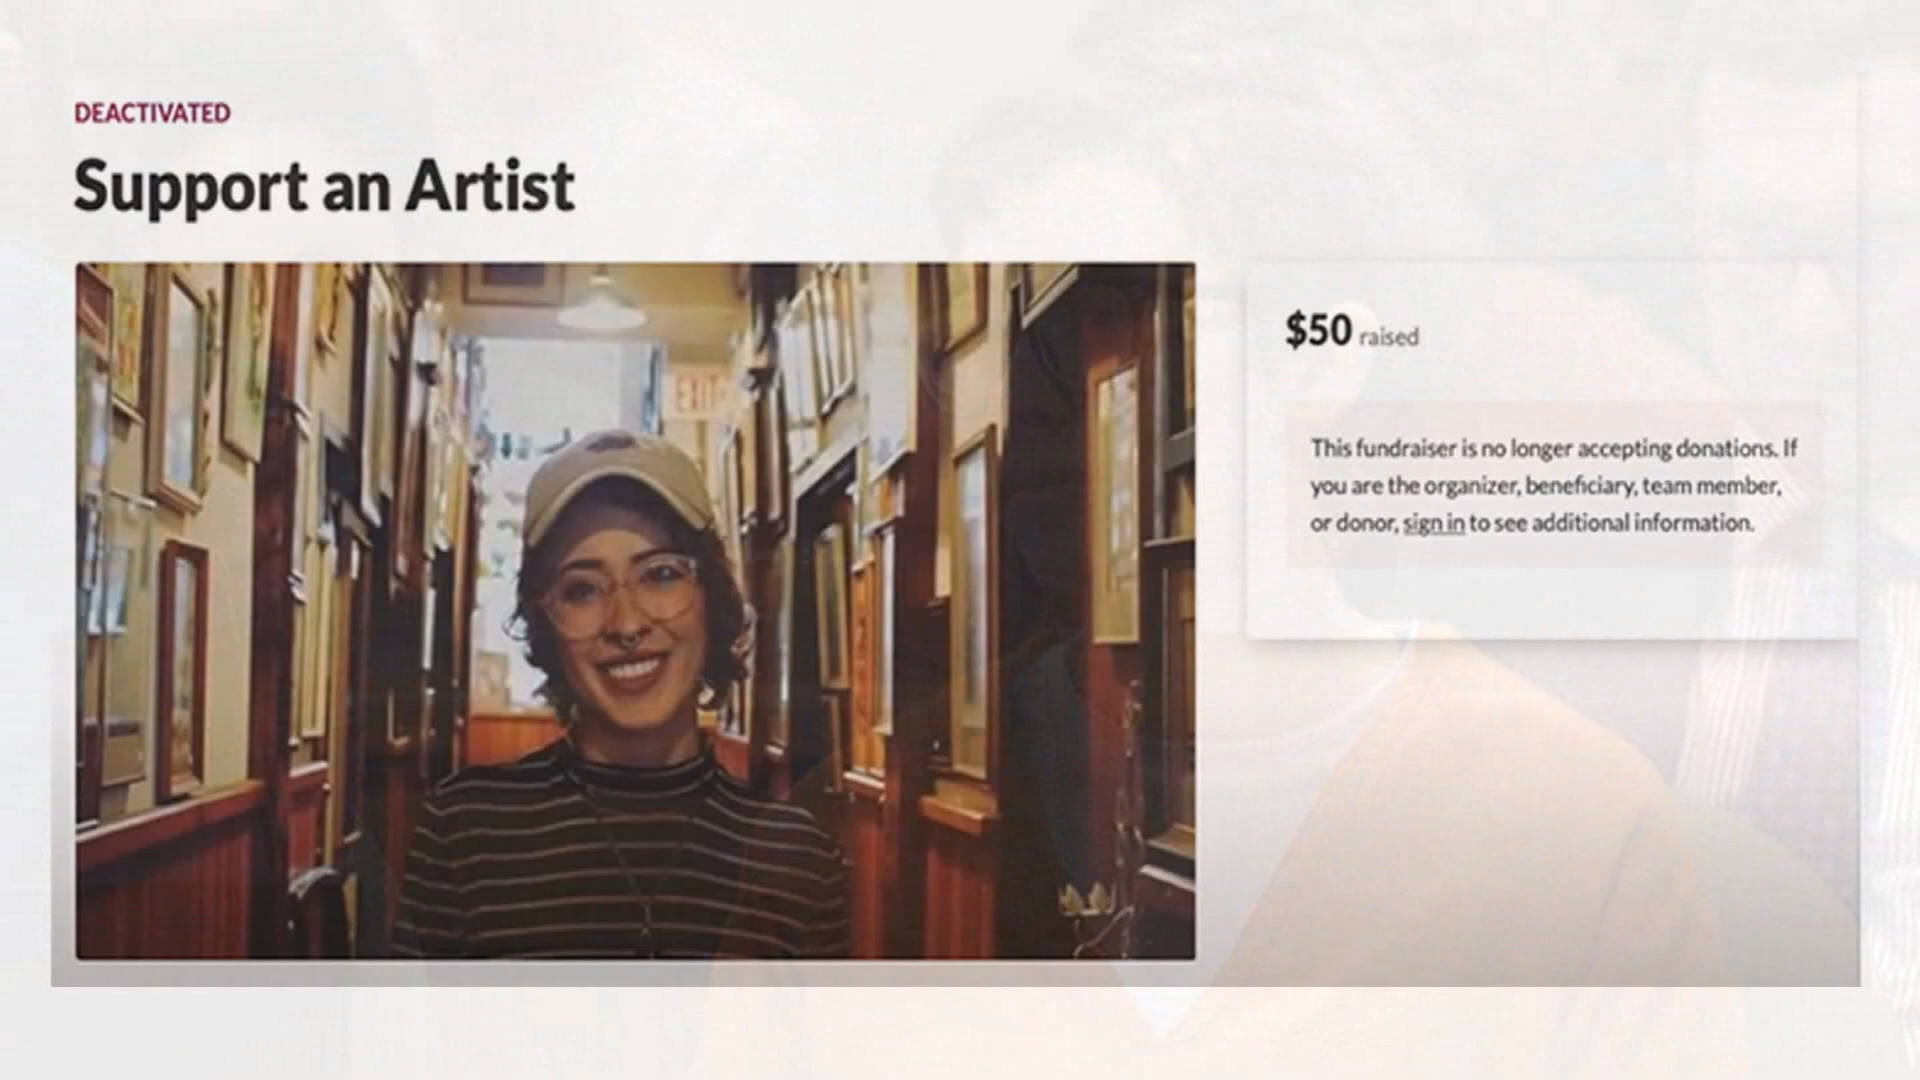 DEACTIVATED
Support an Artist
EXIT
$50 raised
This fundraiser is no longer accepting donations. If
you are the organizer, beneficiary, team member,
or donor, sign in to see additional information.